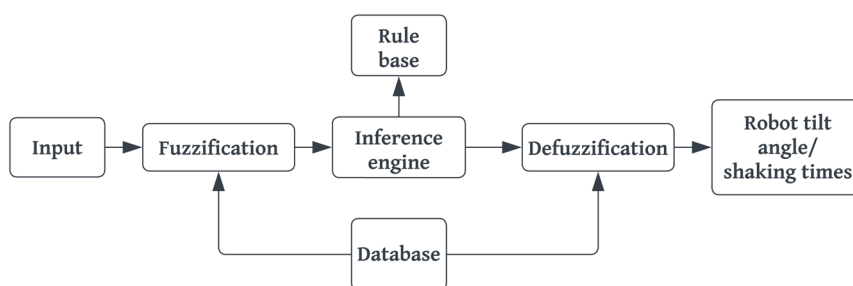 Rule
base
Input
Fuzzification
Inference
engine
Defuzzification
Robot tilt
angle/
shaking times
Database